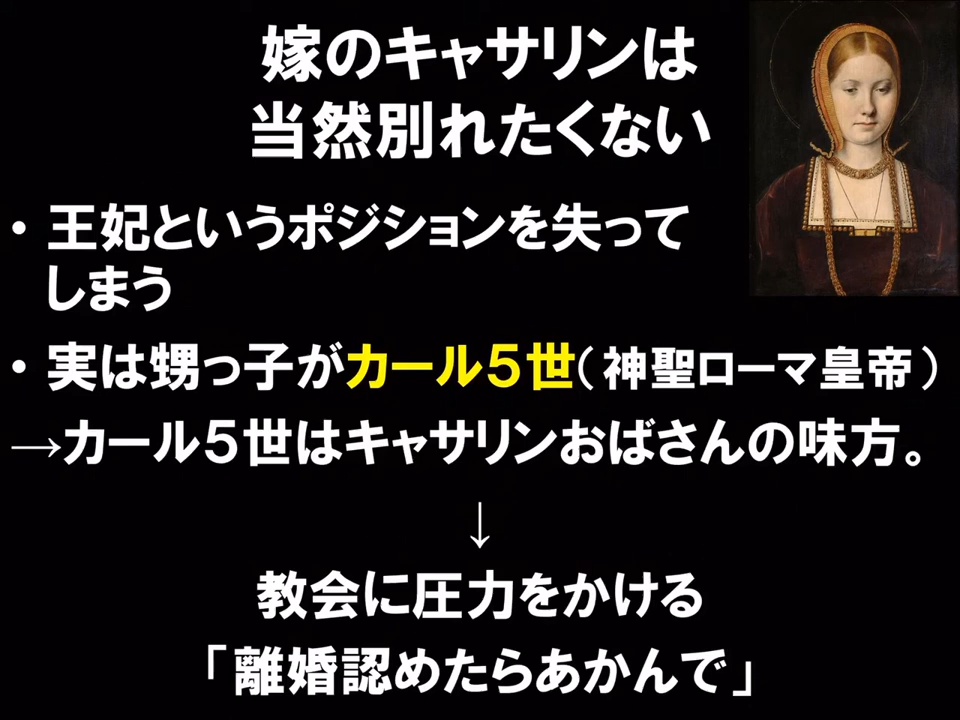 嫁のキャサリンは
当然別れたくない
・王妃というポジションを失って
しまう
・実は甥っ子がカール５世（神聖ローマ皇帝）
→カール５世はキャサリンおばさんの味方。
↓
教会に圧力をかける
「離婚認めたらあかんで」